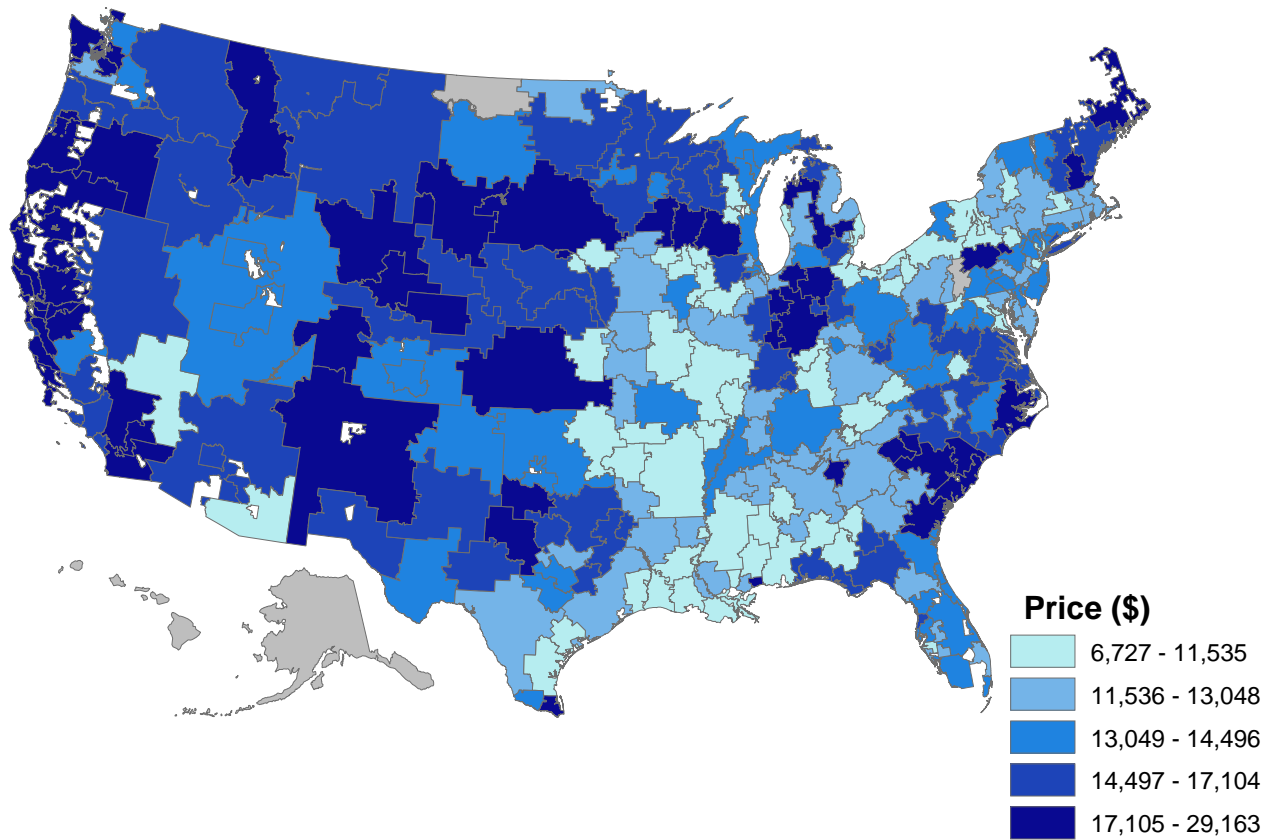 Price ($)
6,727 - 11,535
11,536 - 13,048
13,049 - 14,496
14,497 - 17,104
17,105 - 29,163